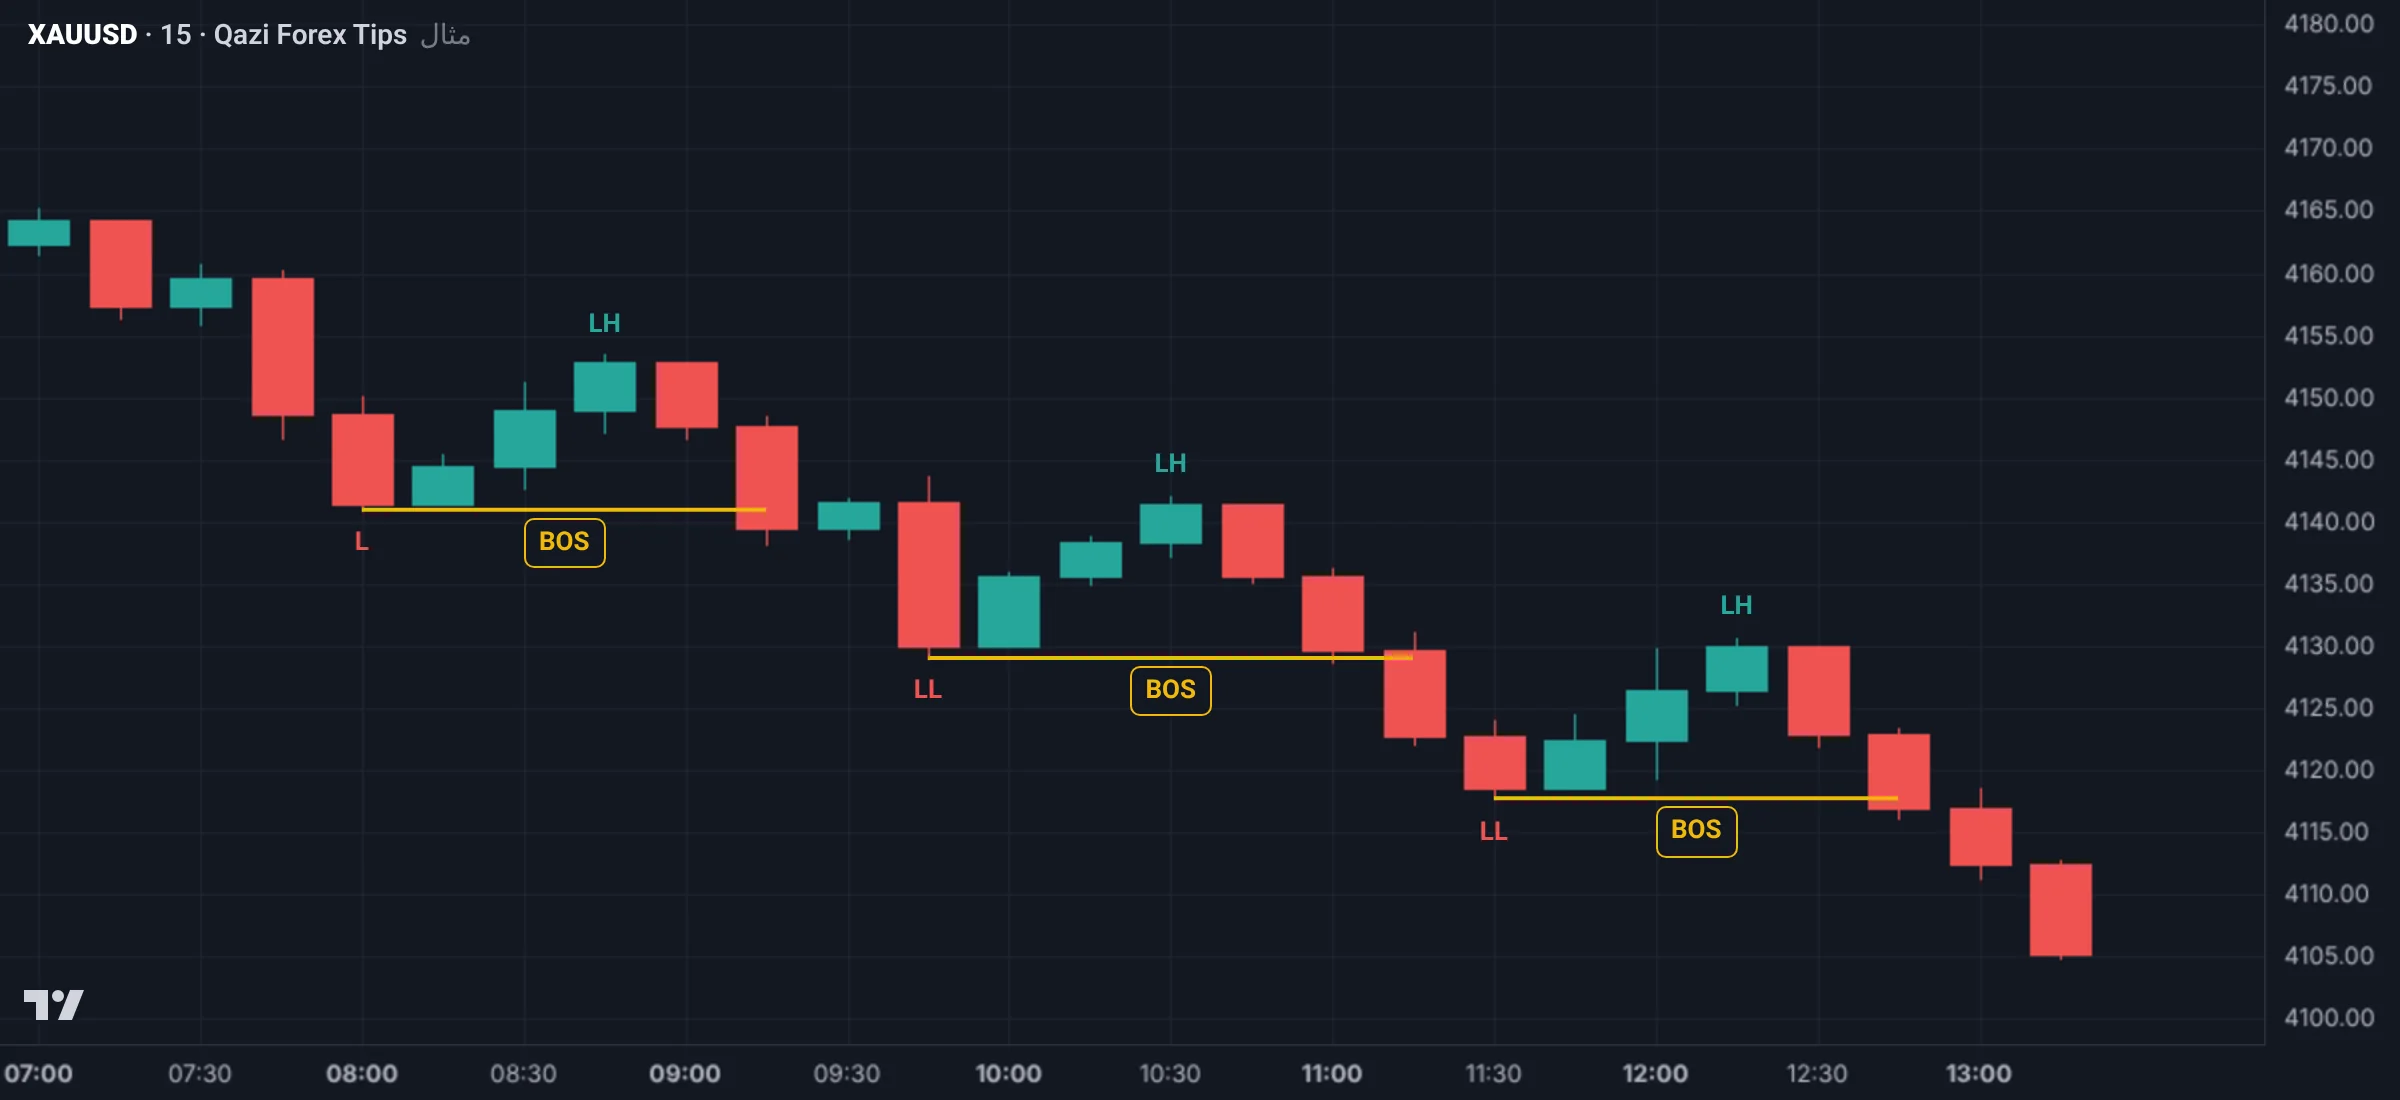 XAUUSD · 15 · Qazi Forex Tips مثال
4180.00
4175.00
4170.00
4165.00
4160.00
4155.00
4150.00
4145.00
4140.00
4135.00
4130.00
4125.00
4120.00
4115.00
4110.00
4105.00
4100.00
LH
L
BOS
LH
LL
BOS
LH
LL
BOS
07:00 07:30 08:00 08:30 09:00 09:30 10:00 10:30 11:00 11:30 12:00 12:30 13:00